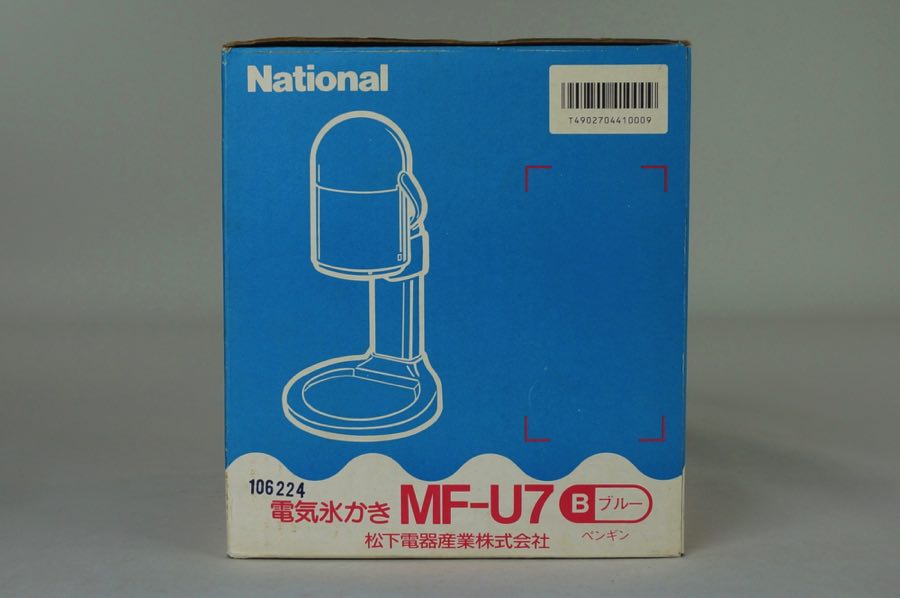 National
T4902704410009
106224
電気氷かき MF-U7 B ブルー
ペンギン
松下電器産業株式会社